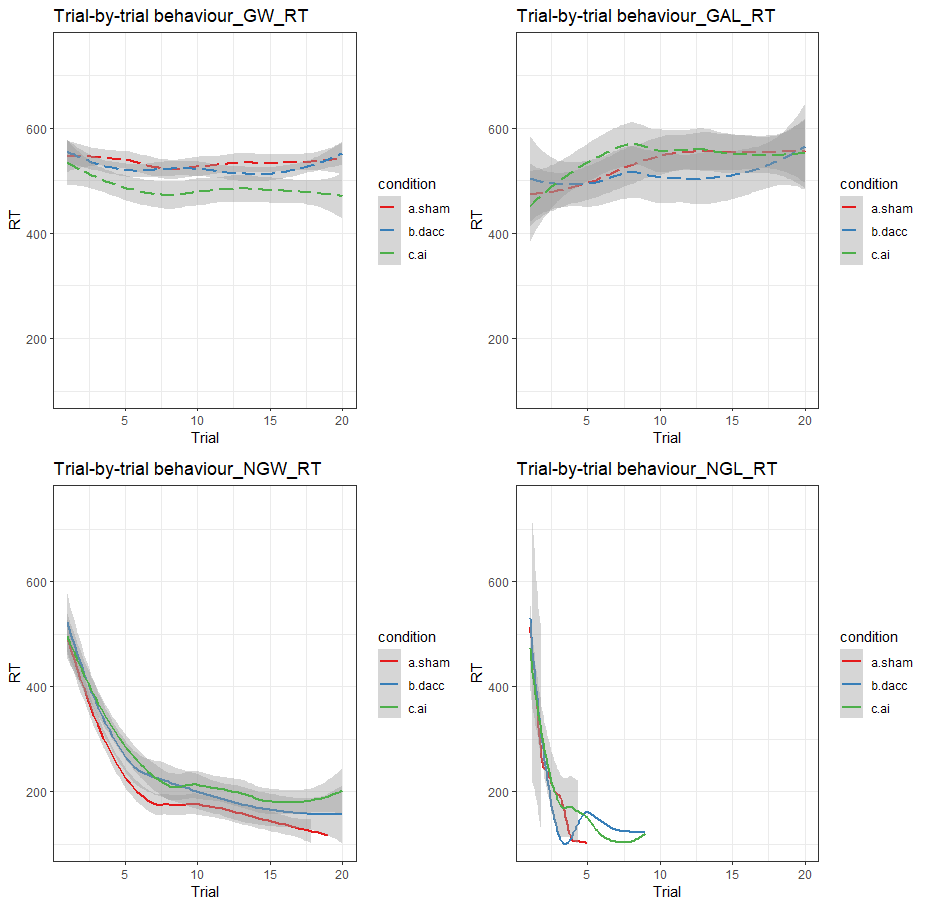 Trial-by-trial behaviour_GW_RT
600
400
200
RT
5 10 15 20
Trial
condition
a.sham
b.dacc
c.ai
Trial-by-trial behaviour_GAL_RT
600
400
200
RT
5 10 15 20
Trial
condition
a.sham
b.dacc
c.ai
Trial-by-trial behaviour_NGW_RT
600
400
200
RT
5 10 15 20
Trial
condition
a.sham
b.dacc
c.ai
Trial-by-trial behaviour_NGL_RT
600
400
200
RT
5 10 15 20
Trial
condition
a.sham
b.dacc
c.ai